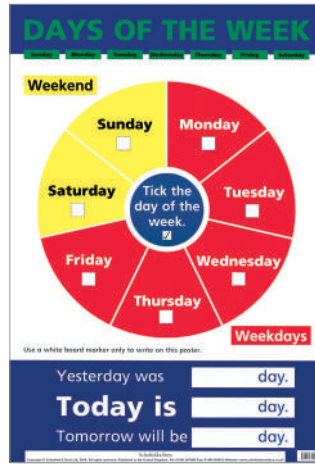 DAYS OF THE WEEK
Sunday Monday Tuesday Wednesday Thursday Friday Saturday
Weekend
Sunday Monday
Saturday Tick the day of the week. Tuesday
Friday Wednesday
Thursday
Weekdays
Use a white board marker only to write on this poster.
Yesterday was day.
Today is day.
Tomorrow will be day.